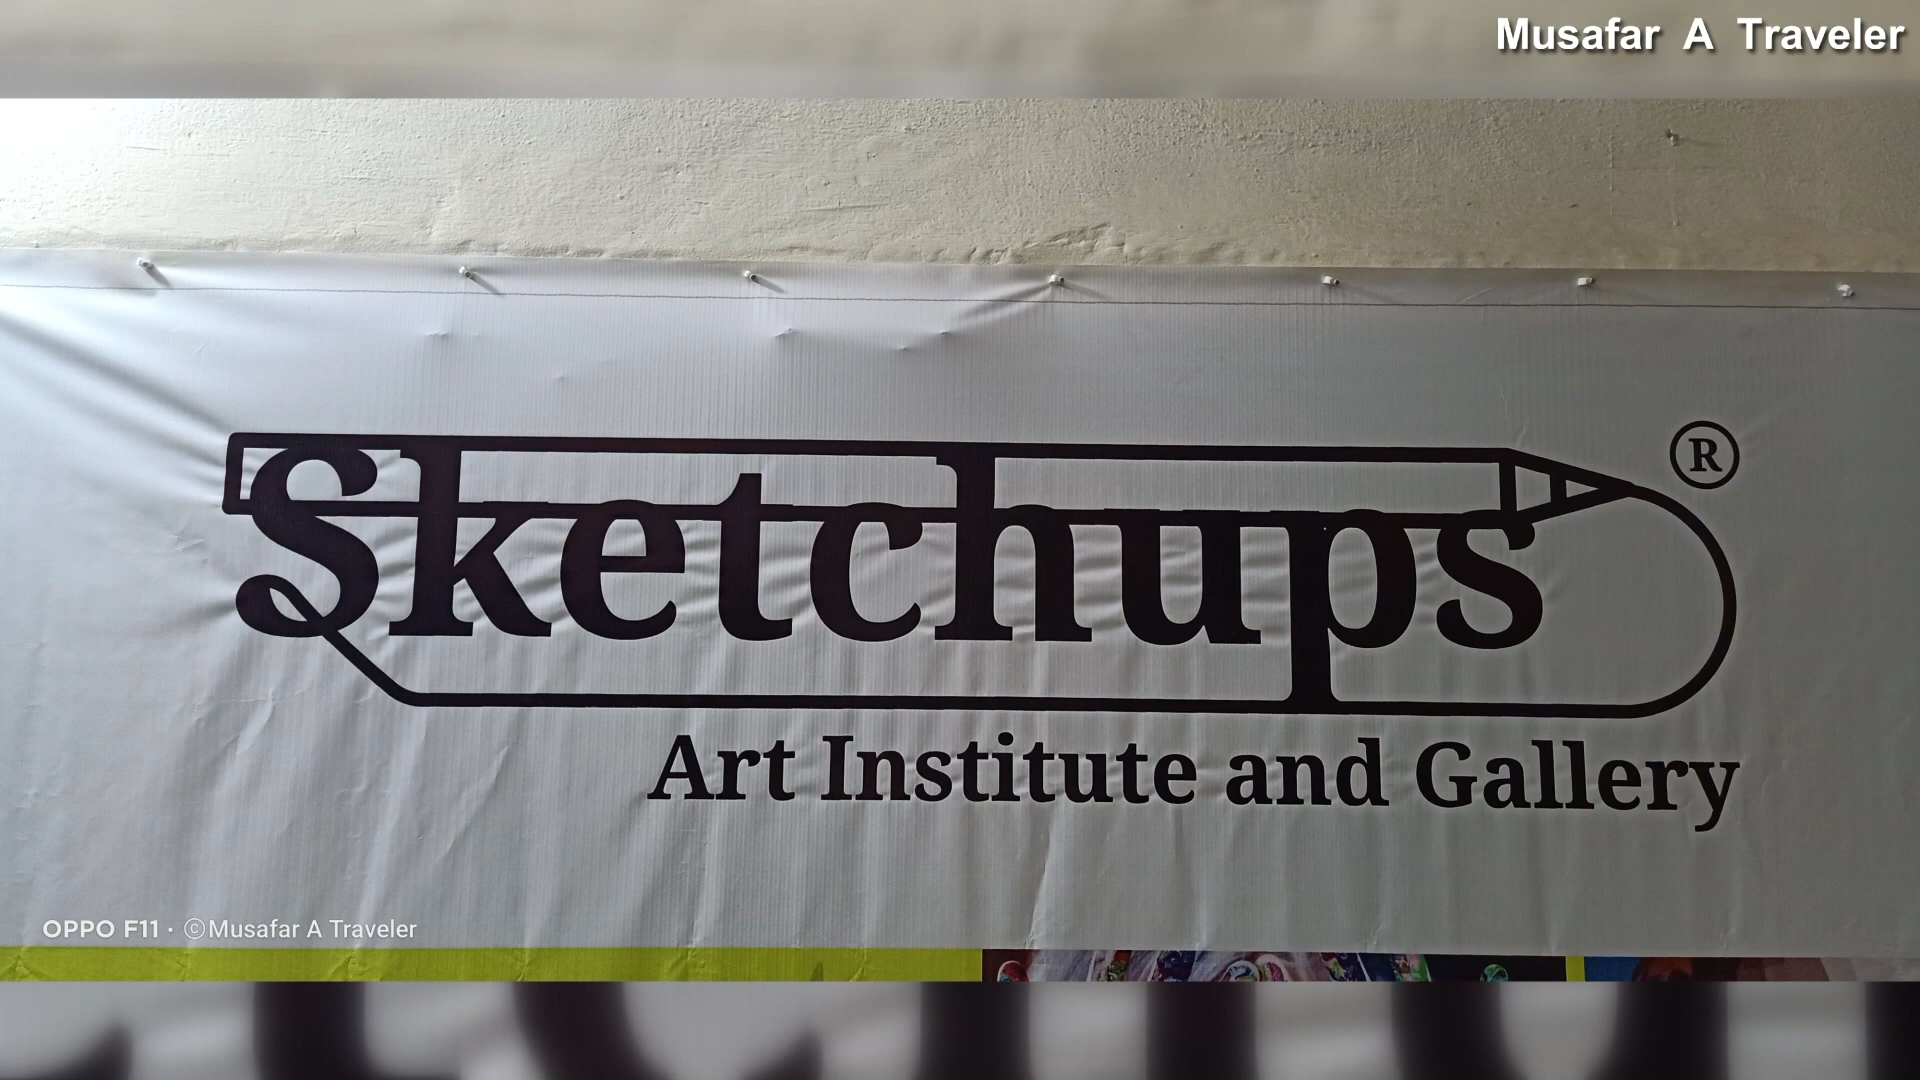 Musafar A Traveler
Sketchups ®
Art Institute and Gallery
OPPO F11 · ©Musafar A Traveler